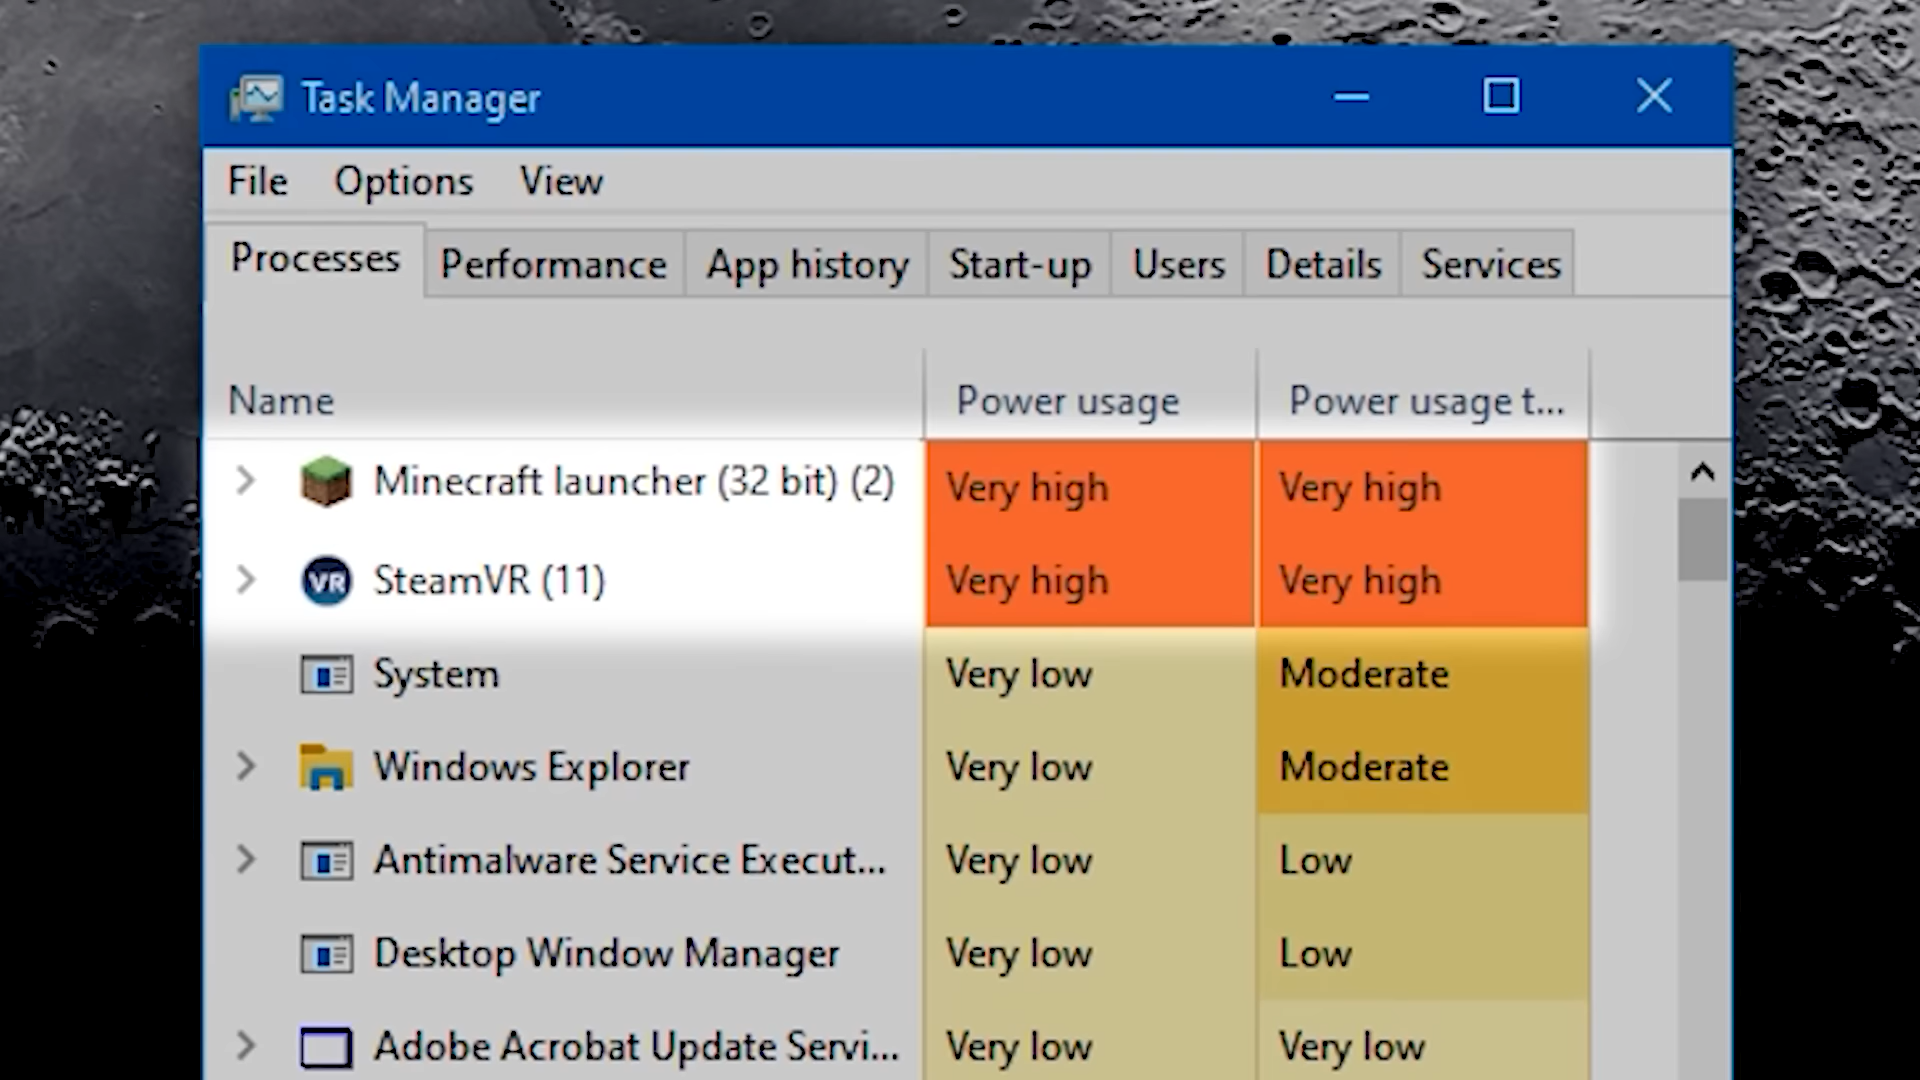 Task Manager
File Options View
Processes Performance App history Start-up Users Details Services
Name Power usage Power usage t...
Minecraft launcher (32 bit) (2) Very high Very high
VR SteamVR (11) Very high Very high
System Very low Moderate
Windows Explorer Very low Moderate
Antimalware Service Execut... Very low Low
Desktop Window Manager Very low Low
Adobe Acrobat Update Servi... Very low Very low